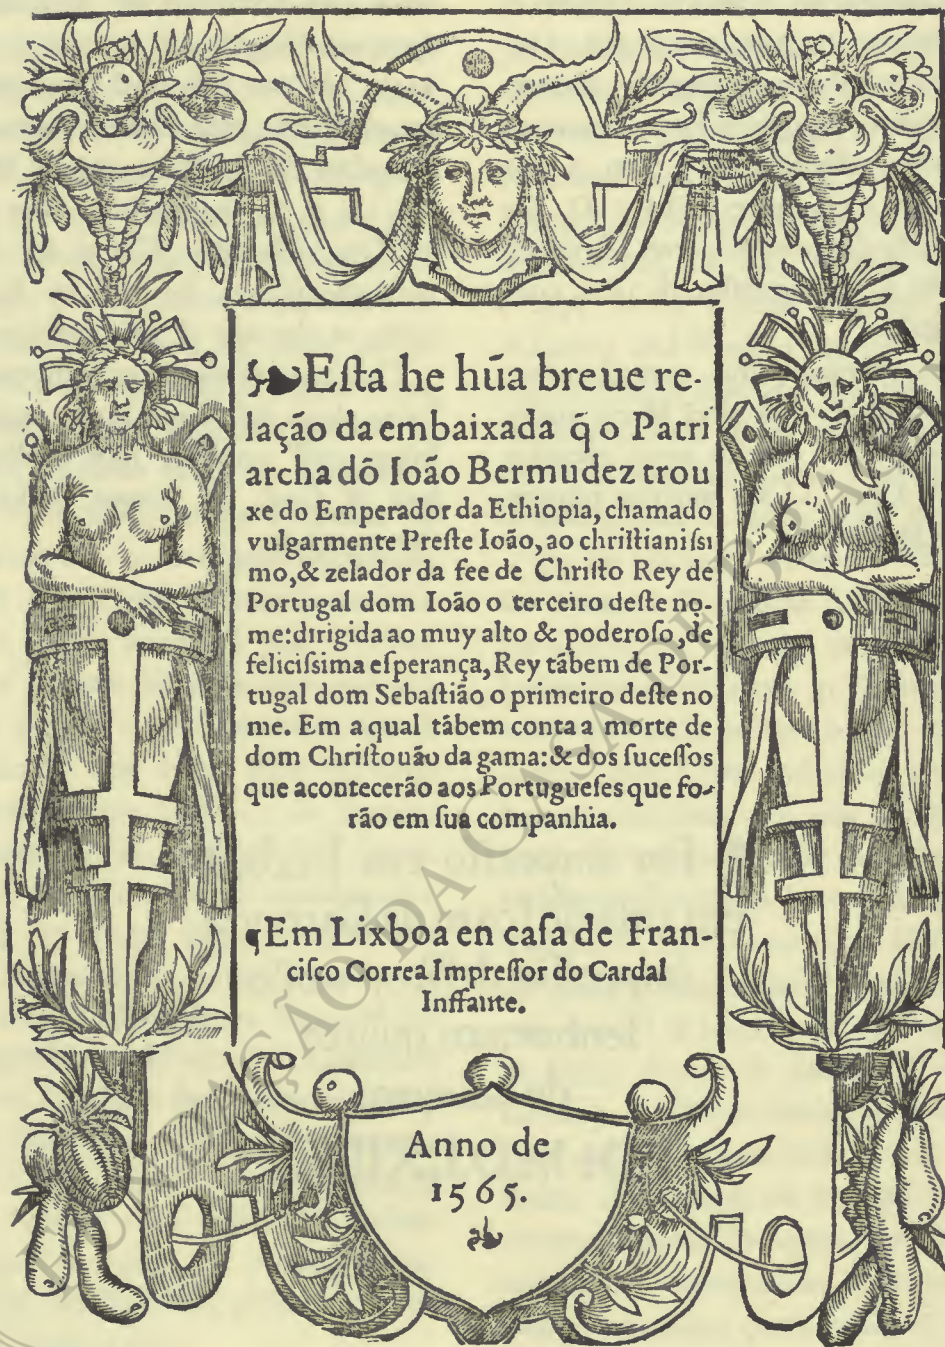 ❧Eſta he hũa breue re-
lação da embaixada q̃ o Patri
archa dõ Ioão Bermudez trou
xe do Emperador da Ethiopia, chamado
vulgarmente Preſte Ioão, ao chriſtianiſsi
mo,& zelador da fee de Chriſto Rey de
Portugal dom Ioão o terceiro deſte no-
me:dirigida ao muy alto & poderoſo,de
feliciſsima eſperança, Rey tãbem de Por-
tugal dom Sebaſtião o primeiro deſte no
me. Em a qual tãbem conta a morte de
dom Chriſtouão da gama:& dos ſuceſſos
que acontecerão aos Portugueſes que fo-
rão em ſua companhia.
¶Em Lixboa en caſa de Fran-
ciſco Correa Impreſſor do Cardal
Inffante.
Anno de
1565.
❧
DA CASA DE